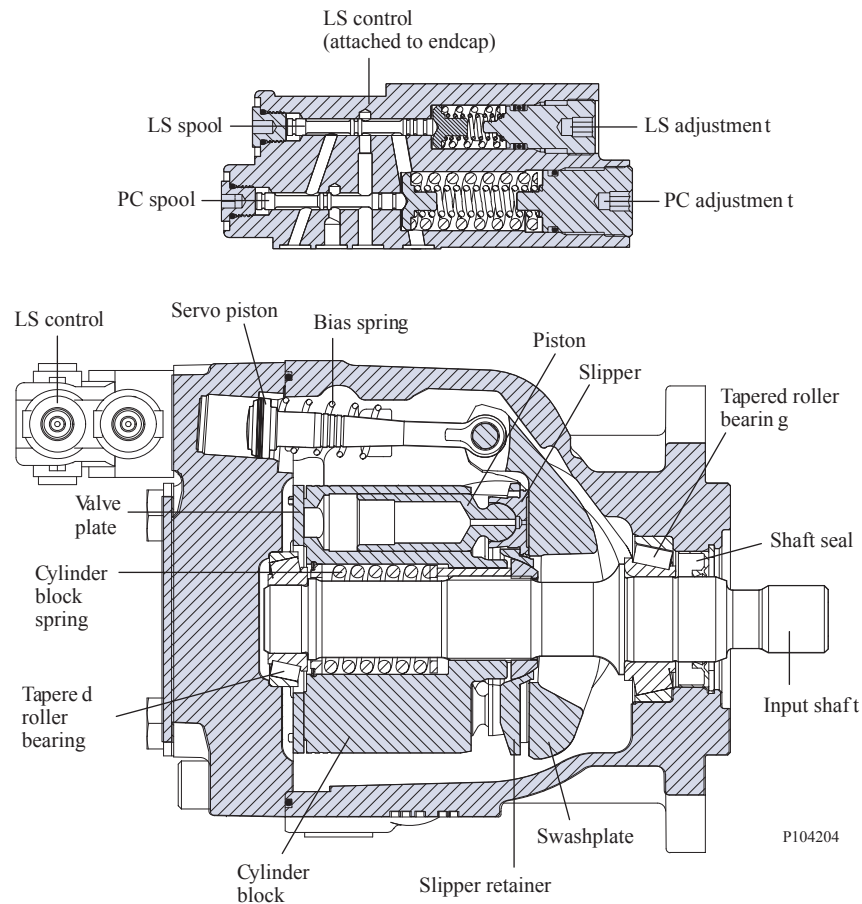 LS control
(attached to endcap)
LS spool
LS adjustment
PC spool
PC adjustment
LS control
Servo piston
Bias spring
Piston
Slipper
Tapered roller
bearing
Valve
plate
Shaft seal
Cylinder
block
spring
Tapered
roller
bearing
Input shaft
Swashplate
P104204
Cylinder
block
Slipper retainer